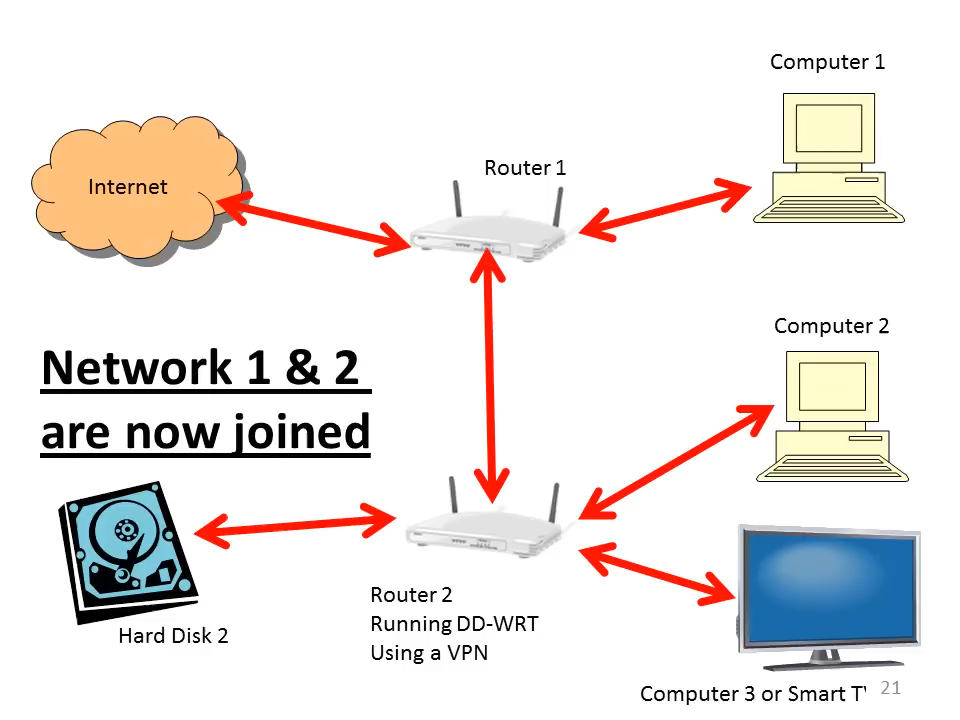 Computer 1
Router 1
Internet
Computer 2
Network 1 & 2
are now joined
Router 2
Running DD-WRT
Using a VPN
Hard Disk 2
Computer 3 or Smart T
21